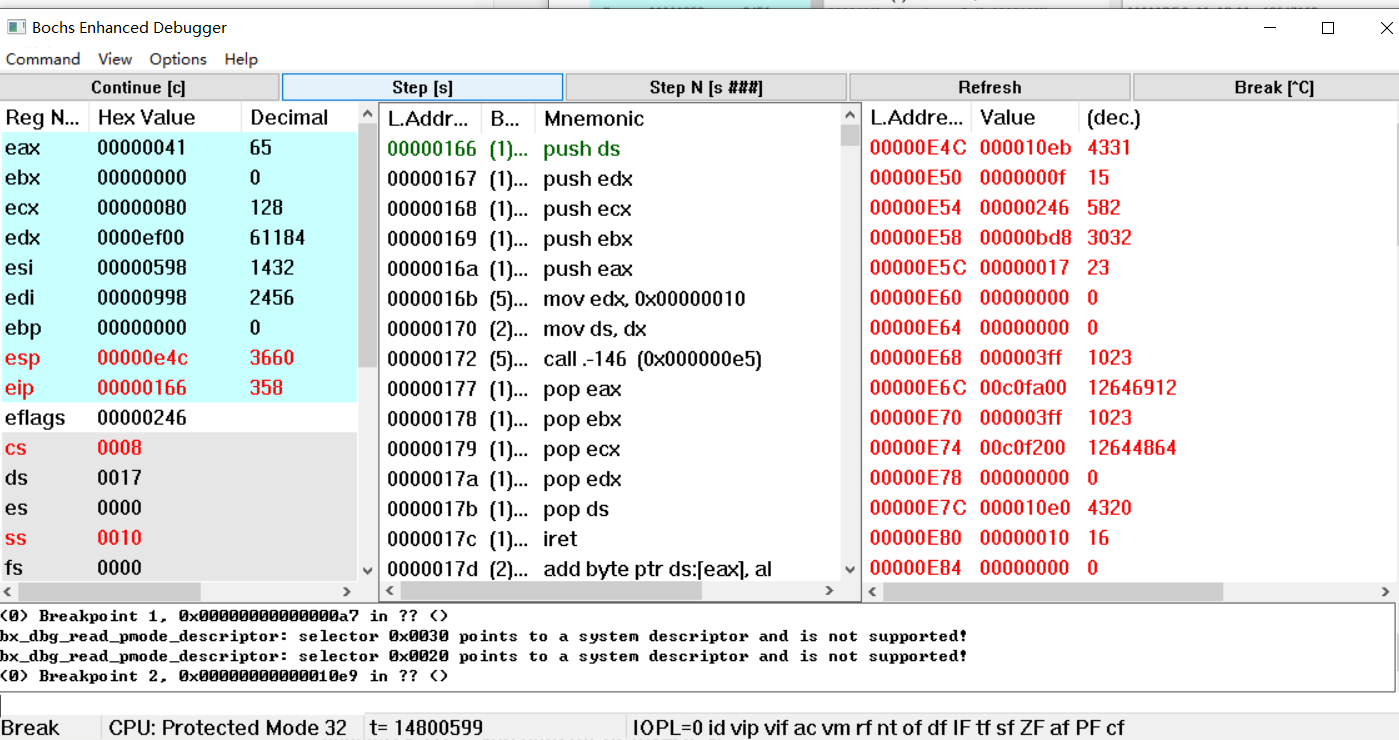 Bochs Enhanced Debugger
Command View Options Help
Continue [c] Step [s] Step N [s ###] Refresh Break [^C]
Reg N... Hex Value Decimal L.Addr... B... Mnemonic L.Addre... Value (dec.)
eax 00000041 65 00000166 (1)... push ds 00000E4C 000010eb 4331
ebx 00000000 0 00000167 (1)... push edx 00000E50 0000000f 15
ecx 00000080 128 00000168 (1)... push ecx 00000E54 00000246 582
edx 0000ef00 61184 00000169 (1)... push ebx 00000E58 00000bd8 3032
esi 00000598 1432 0000016a (1)... push eax 00000E5C 00000017 23
edi 00000998 2456 0000016b (5)... mov edx, 0x00000010 00000E60 00000000 0
ebp 00000000 0 00000170 (2)... mov ds, dx 00000E64 00000000 0
esp 00000e4c 3660 00000172 (5)... call .-146 (0x000000e5) 00000E68 000003ff 1023
eip 00000166 358 00000177 (1)... pop eax 00000E6C 00c0fa00 12646912
eflags 00000246 00000178 (1)... pop ebx 00000E70 000003ff 1023
cs 0008 00000179 (1)... pop ecx 00000E74 00c0f200 12644864
ds 0017 0000017a (1)... pop edx 00000E78 00000000 0
es 0000 0000017b (1)... pop ds 00000E7C 000010e0 4320
ss 0010 0000017c (1)... iret 00000E80 00000010 16
fs 0000 0000017d (2)... add byte ptr ds:[eax], al 00000E84 00000000 0
(0) Breakpoint 1, 0x00000000000000a7 in ?? ()
bx_dbg_read_pmode_descriptor: selector 0x0030 points to a system descriptor and is not supported!
bx_dbg_read_pmode_descriptor: selector 0x0020 points to a system descriptor and is not supported!
(0) Breakpoint 2, 0x00000000000010e9 in ?? ()
Break CPU: Protected Mode 32 t= 14800599 IOPL=0 id vip vif ac vm rf nt of df IF tf sf ZF af PF cf